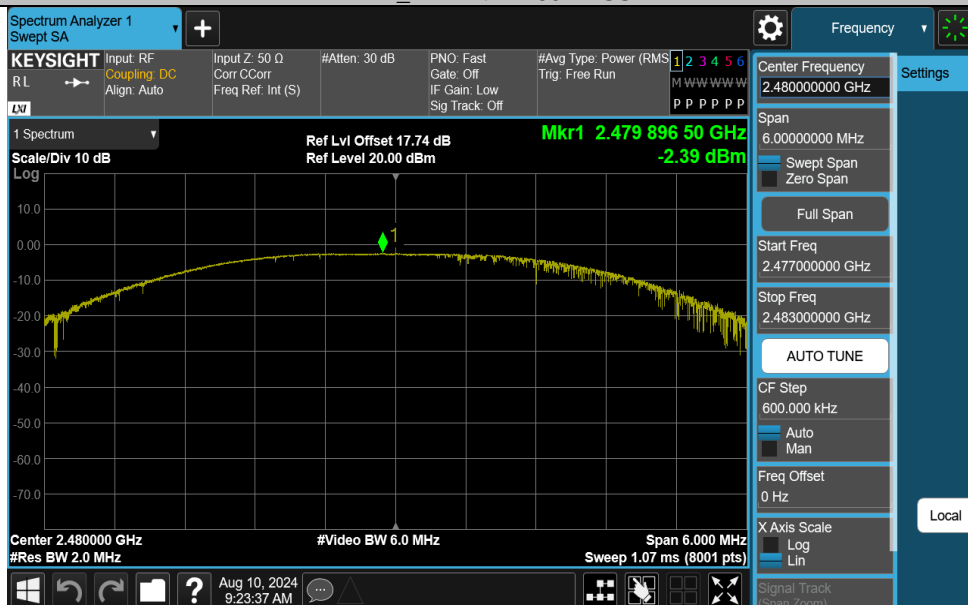 Spectrum Analyzer 1
Swept SA
+
Frequency
KEYSIGHT
RL
LXI
Input: RF
Coupling: DC
Align: Auto
Input Z: 50 Ω
Corr CCorr
Freq Ref: Int (S)
#Atten: 30 dB
PNO: Fast
Gate: Off
IF Gain: Low
Sig Track: Off
#Avg Type: Power (RMS
Trig: Free Run
1 2 3 4 5 6
M W W W W W
P P P P P P
1 Spectrum
Scale/Div 10 dB
Log
Ref Lvl Offset 17.74 dB
Ref Level 20.00 dBm
Mkr1 2.479 896 50 GHz
-2.39 dBm
1
10.0
0.00
-10.0
-20.0
-30.0
-40.0
-50.0
-60.0
-70.0
Center 2.480000 GHz
#Res BW 2.0 MHz
#Video BW 6.0 MHz
Span 6.000 MHz
Sweep 1.07 ms (8001 pts)
Center Frequency
2.480000000 GHz
Span
6.00000000 MHz
Swept Span
Zero Span
Full Span
Start Freq
2.477000000 GHz
Stop Freq
2.483000000 GHz
AUTO TUNE
CF Step
600.000 kHz
Auto
Man
Freq Offset
0 Hz
X Axis Scale
Log
Lin
Signal Track
(Span Zoom)
Settings
Local
?
Aug 10, 2024
9:23:37 AM